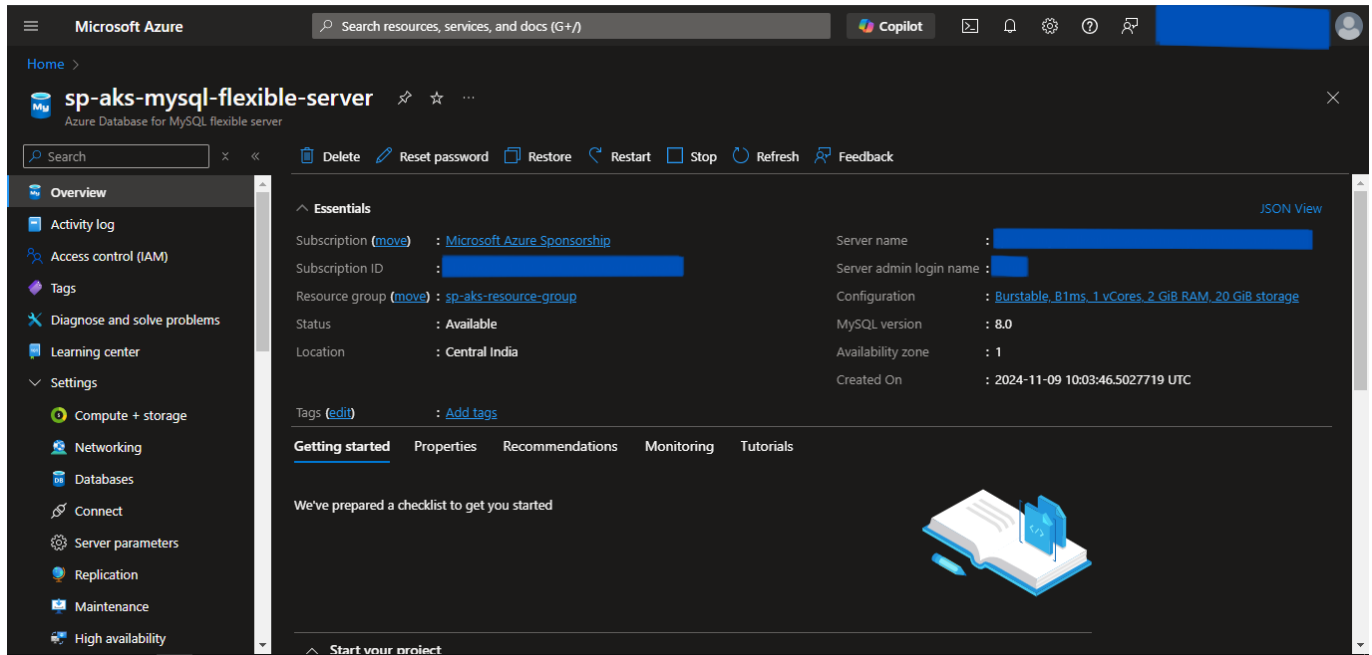 Microsoft Azure
Search resources, services, and docs (G+/)
Copilot
Home >
My
sp-aks-mysql-flexible-server
Azure Database for MySQL flexible server
Search
Delete Reset password Restore Restart Stop Refresh Feedback
Overview
Activity log
Access control (IAM)
Tags
Diagnose and solve problems
Learning center
Settings
Compute + storage
Networking
Databases
Connect
Server parameters
Replication
Maintenance
High availability
Essentials
JSON View
Subscription (move) : Microsoft Azure Sponsorship
Subscription ID :
Resource group (move) : sp-aks-resource-group
Status : Available
Location : Central India
Server name :
Server admin login name :
Configuration : Burstable, B1ms, 1 vCores, 2 GiB RAM, 20 GiB storage
MySQL version : 8.0
Availability zone : 1
Created On : 2024-11-09 10:03:46.5027719 UTC
Tags (edit) : Add tags
Getting started Properties Recommendations Monitoring Tutorials
We've prepared a checklist to get you started
Start your project